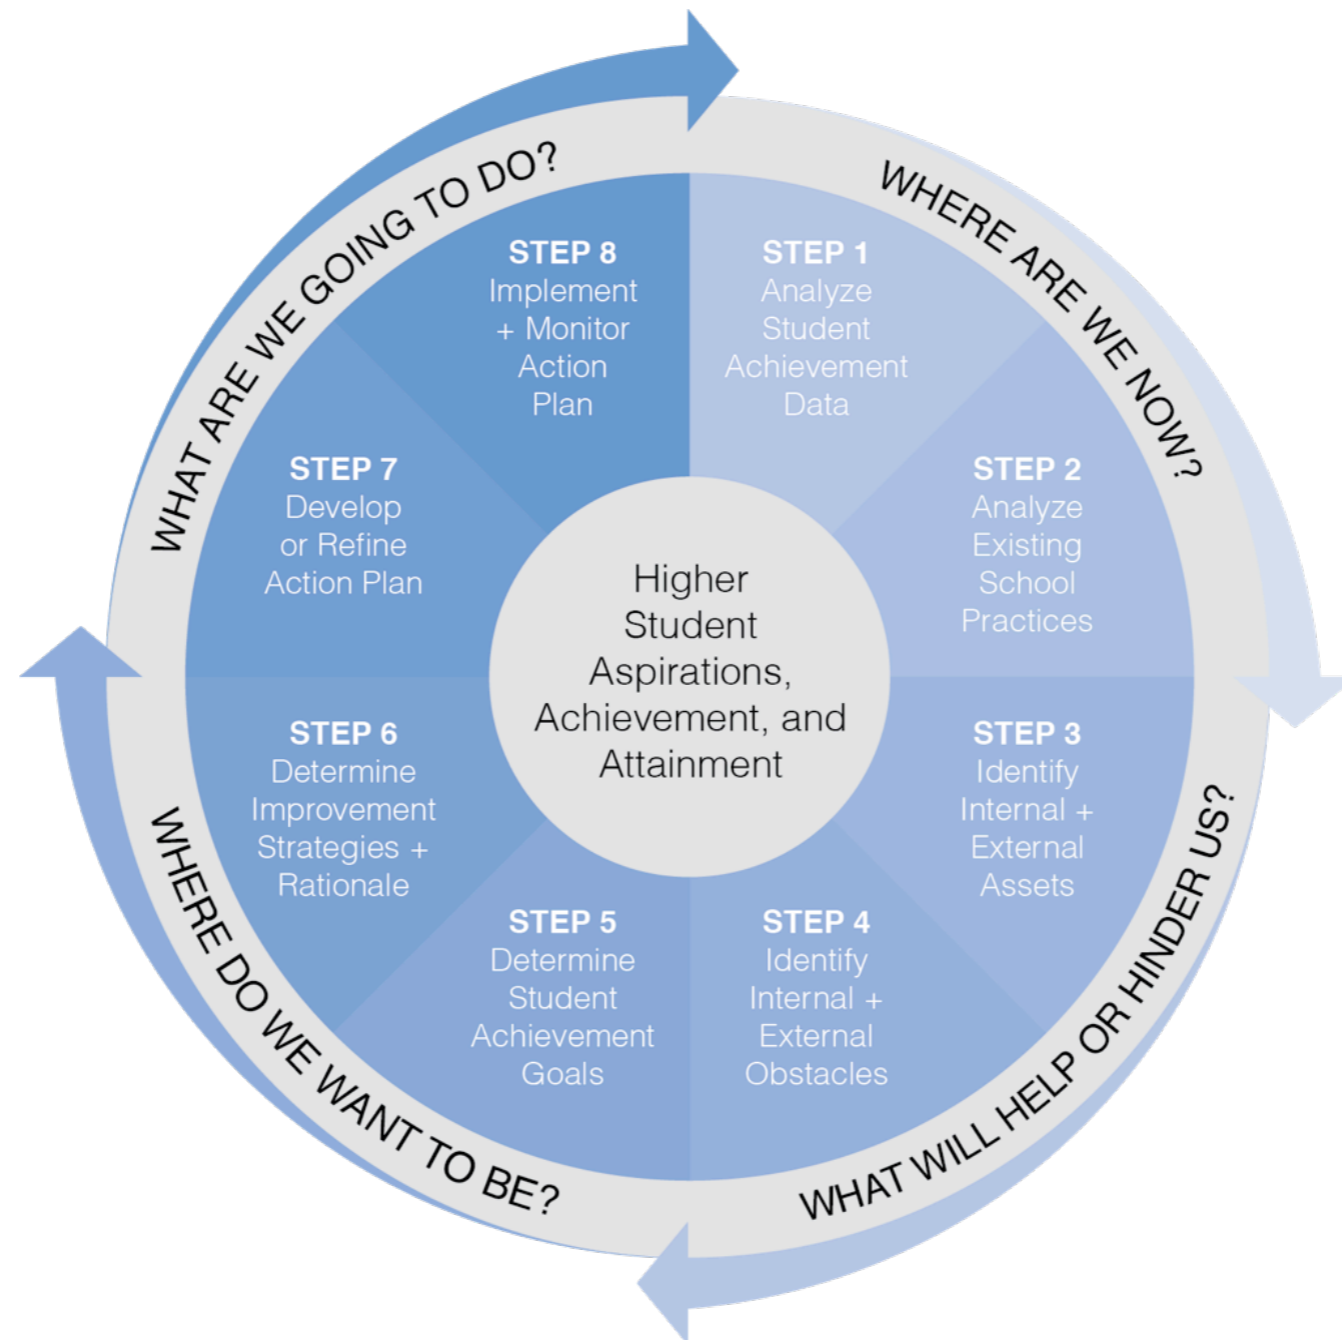 WHERE ARE WE NOW?
STEP 1
Analyze
Student
Achievement
Data
STEP 2
Analyze
Existing
School
Practices
WHAT WILL HELP OR HINDER US?
STEP 3
Identify
Internal +
External
Assets
STEP 4
Identify
Internal +
External
Obstacles
WHERE DO WE WANT TO BE?
STEP 5
Determine
Student
Achievement
Goals
STEP 6
Determine
Improvement
Strategies +
Rationale
WHAT ARE WE GOING TO DO?
STEP 7
Develop
or Refine
Action Plan
STEP 8
Implement
+ Monitor
Action
Plan
Higher
Student
Aspirations,
Achievement, and
Attainment